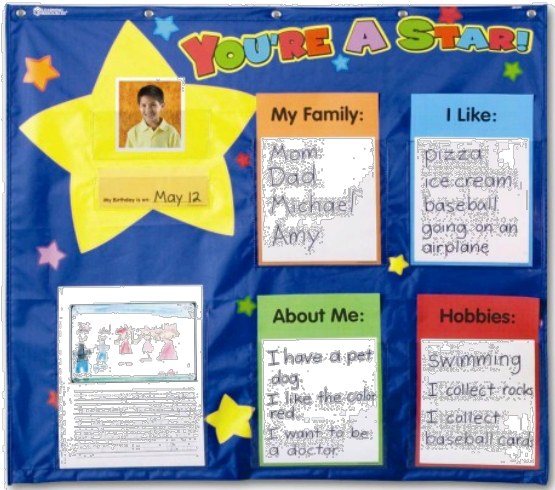 YOU'RE A STAR!
My Birthday is on: May 12
My Family:
Mom
Dad
Michael
Amy
I Like:
pizza
ice cream
baseball
going on an
airplane
About Me:
I have a pet
dog.
I like the color
red.
I want to be
a doctor.
Hobbies:
swimming
I collect rocks
I collect
baseball card